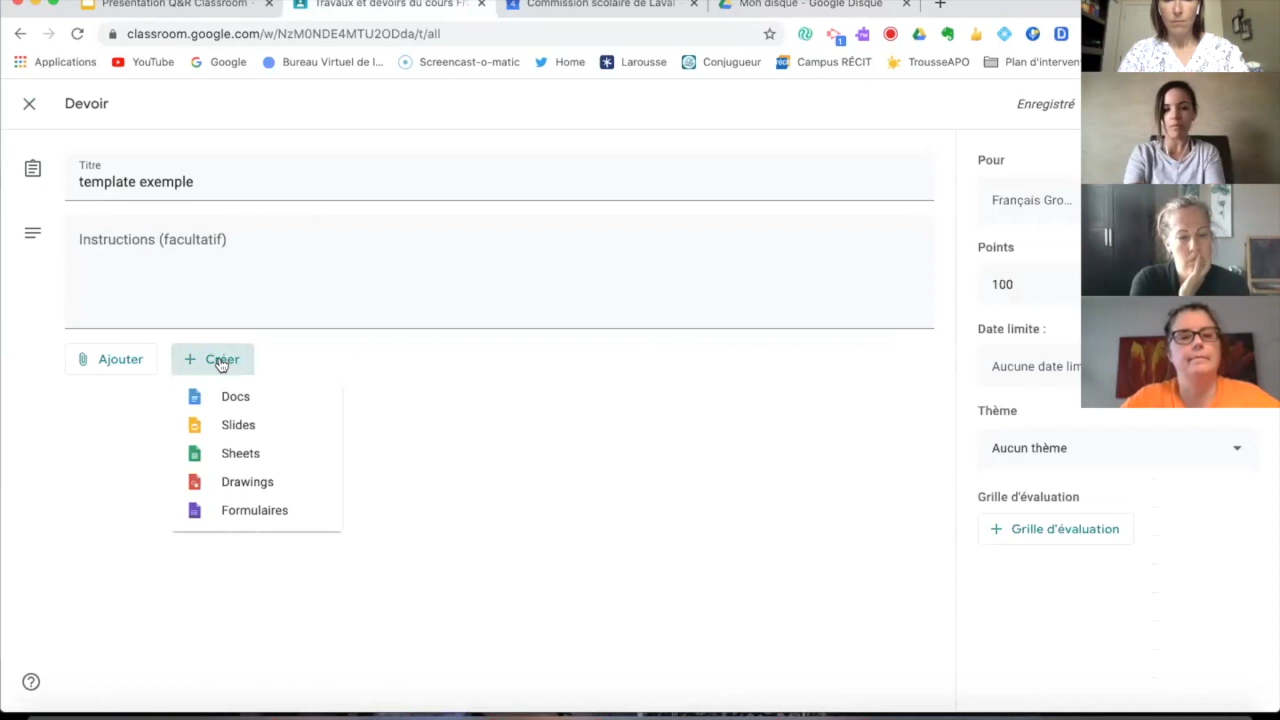 Présentation Q&R Classroom -
Travaux et devoirs du cours Fr
Commission scolaire de Laval
Mon disque - Google Disque
classroom.google.com/w/NzM0NDE4MTU2ODda/t/all
1
Applications
YouTube
Google
Bureau Virtuel de l...
Screencast-o-matic
Home
Larousse
Conjugueur
Campus RÉCIT
TrousseAPO
Plan d'interven
Devoir
Enregistré
Titre
template exemple
Instructions (facultatif)
Ajouter
Créer
Docs
Slides
Sheets
Drawings
Formulaires
Pour
Français Gro...
Points
100
Date limite :
Aucune date lim
Thème
Aucun thème
Grille d'évaluation
Grille d'évaluation